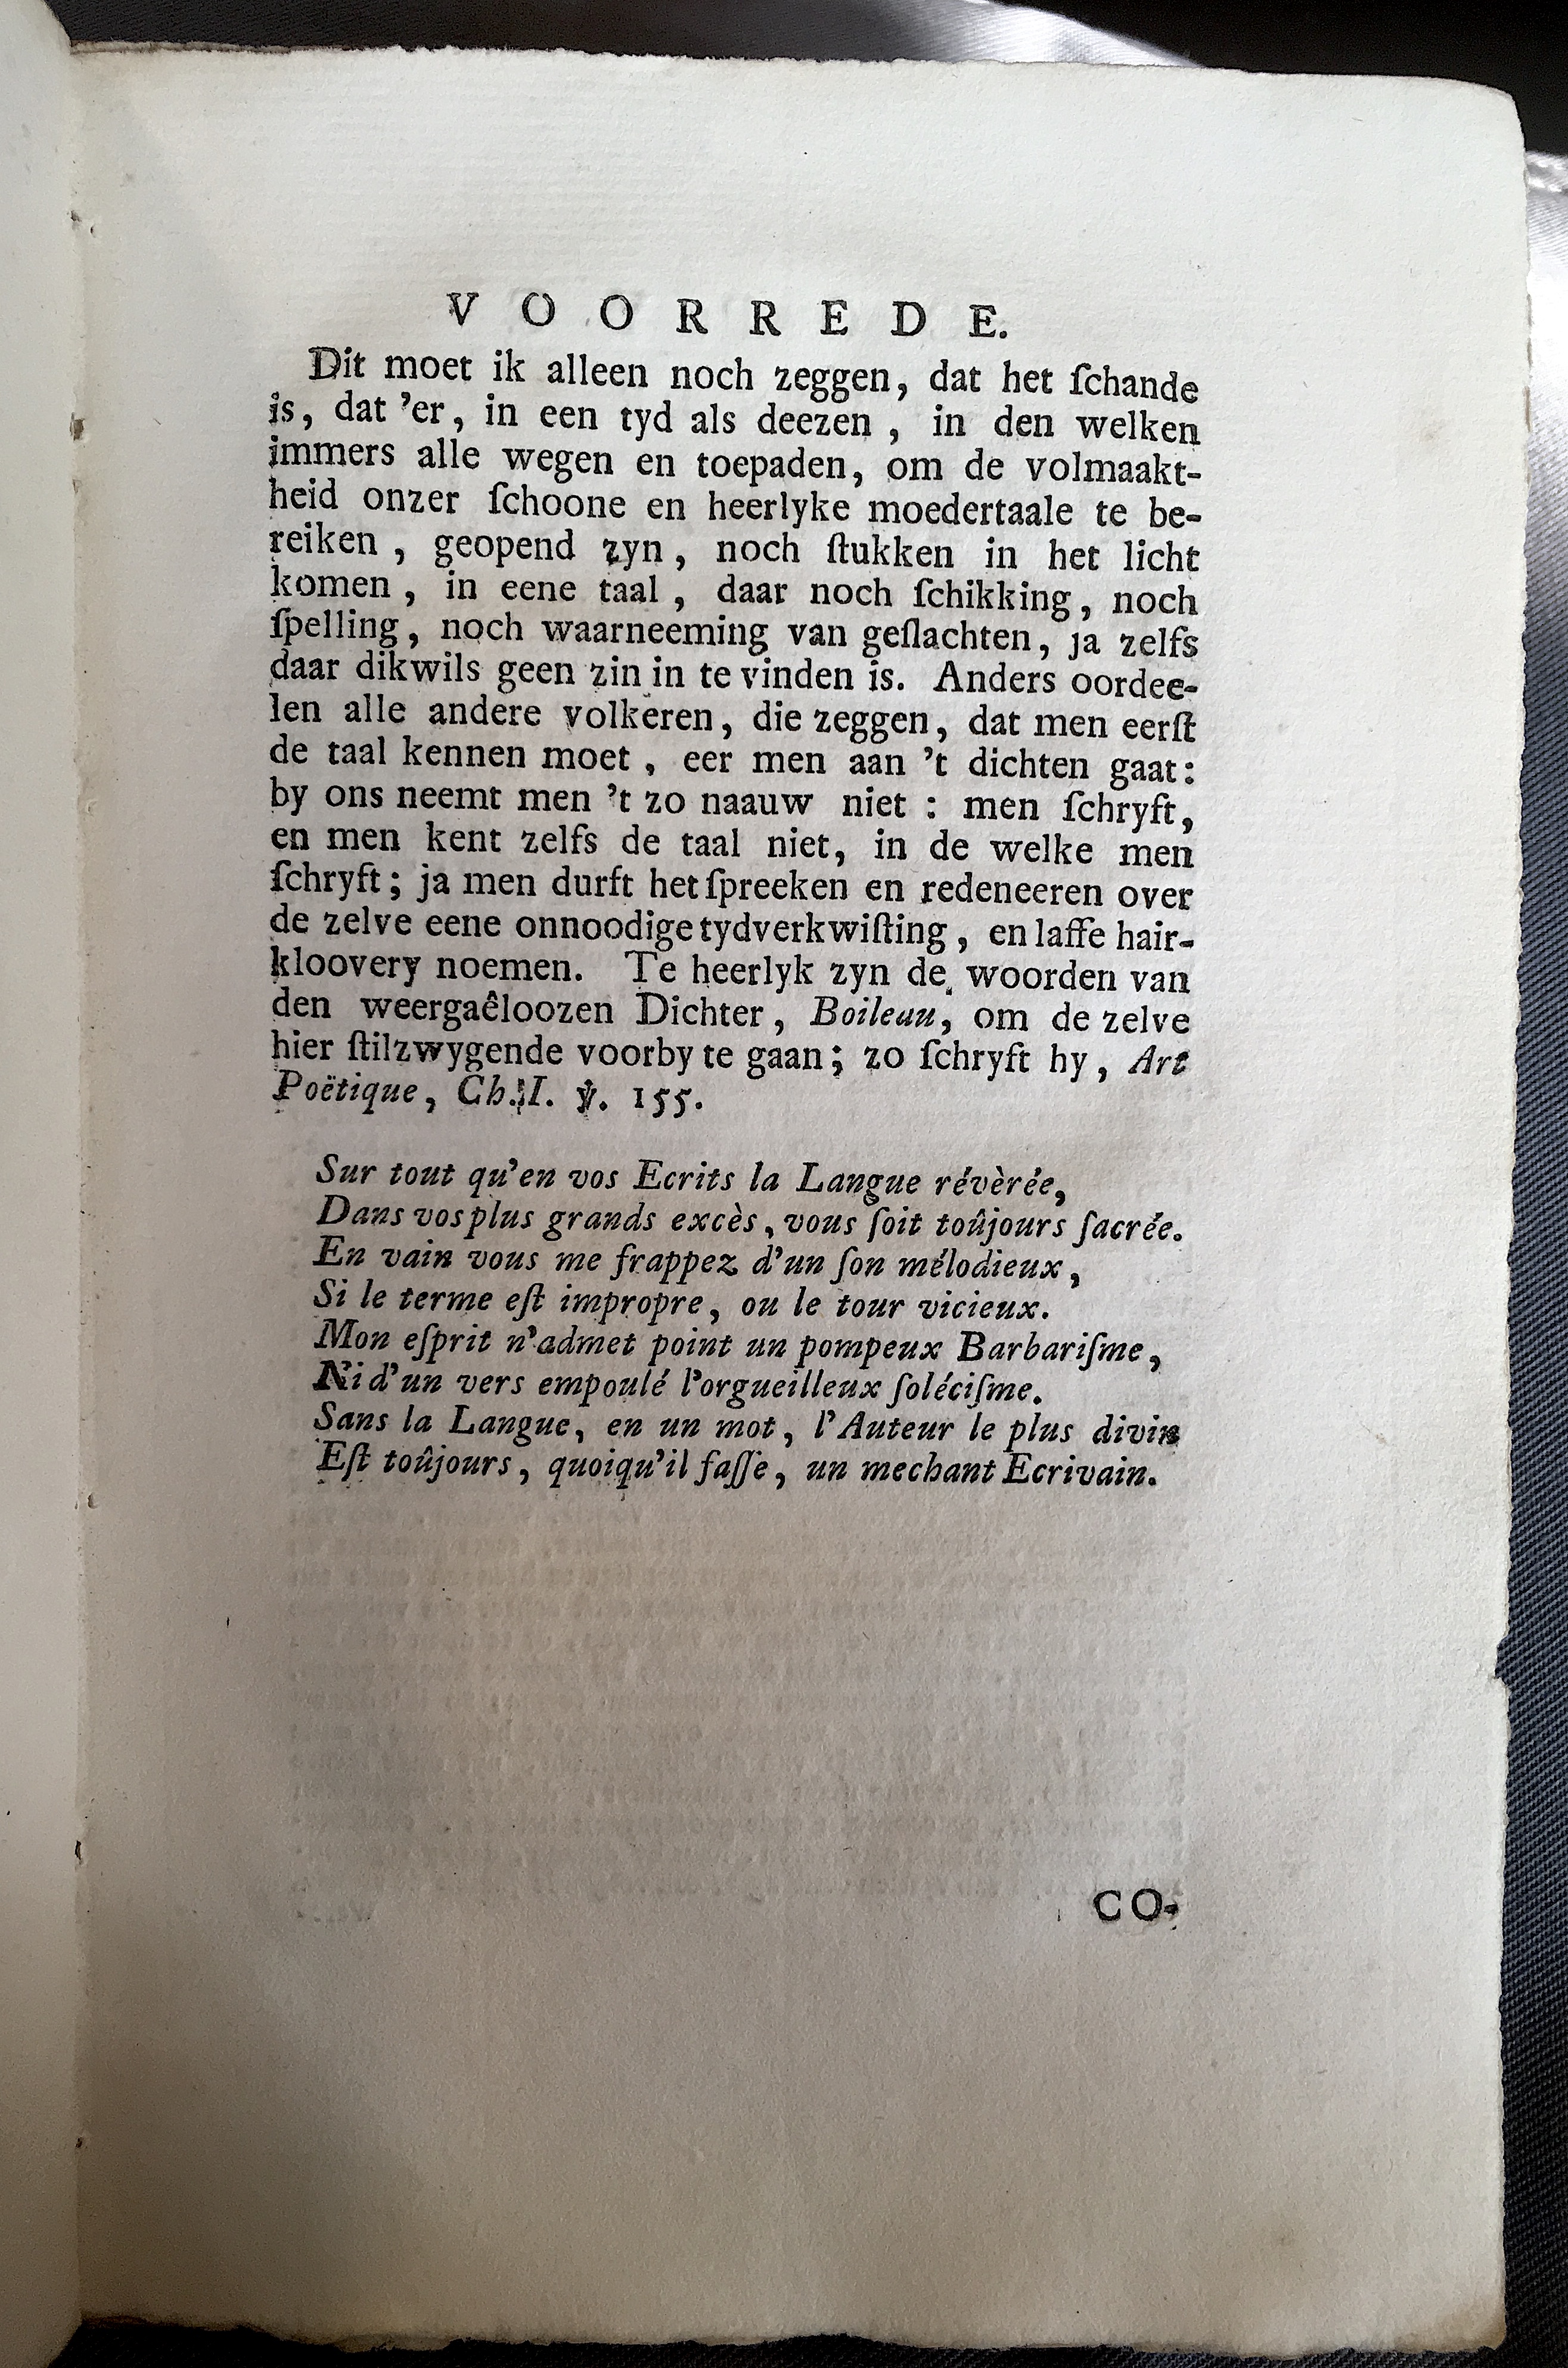 VOORREDE.
Dit moet ik alleen noch zeggen, dat het ſchande
is, dat ’er, in een tyd als deezen, in den welken
immers alle wegen en toepaden, om de volmaakt-
heid onzer ſchoone en heerlyke moedertaale te be-
reiken, geopend zyn, noch ſtukken in het licht
komen, in eene taal, daar noch ſchikking, noch
ſpelling, noch waarneeming van geſlachten, ja zelfs
daar dikwils geen zin in te vinden is. Anders oordee-
len alle andere volkeren, die zeggen, dat men eerſt
de taal kennen moet, eer men aan ’t dichten gaat:
by ons neemt men ’t zo naauw niet: men ſchryft,
en men kent zelfs de taal niet, in de welke men
ſchryft; ja men durft het ſpreeken en redeneeren over
de zelve eene onnoodige tydverkwiſting, en laffe hair-
kloovery noemen. Te heerlyk zyn de woorden van
den weergaêloozen Dichter, Boileau, om de zelve
hier ſtilzwygende voorby te gaan; zo ſchryft hy, Art
Poëtique, Ch. I. ℣. 155.
Sur tout qu’en vos Ecrits la Langue révèrée,
Dans vos plus grands excès, vous ſoit toûjours ſacrée.
En vain vous me frappez d’un ſon mélodieux,
Si le terme eſt impropre, ou le tour vicieux.
Mon eſprit n’admet point un pompeux Barbariſme,
Ni d’un vers empoulé l’orgueilleux ſoléciſme.
Sans la Langue, en un mot, l’Auteur le plus divin
Eſt toûjours, quoiqu’il faſſe, un mechant Ecrivain.
CO-